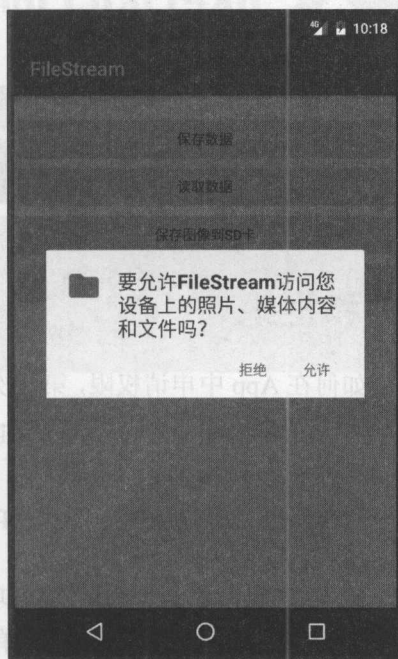 4G 10:18
FileStream
保存数据
读取数据
保存图像到SD卡
要允许FileStream访问您
设备上的照片、媒体内容
和文件吗?
拒绝 允许